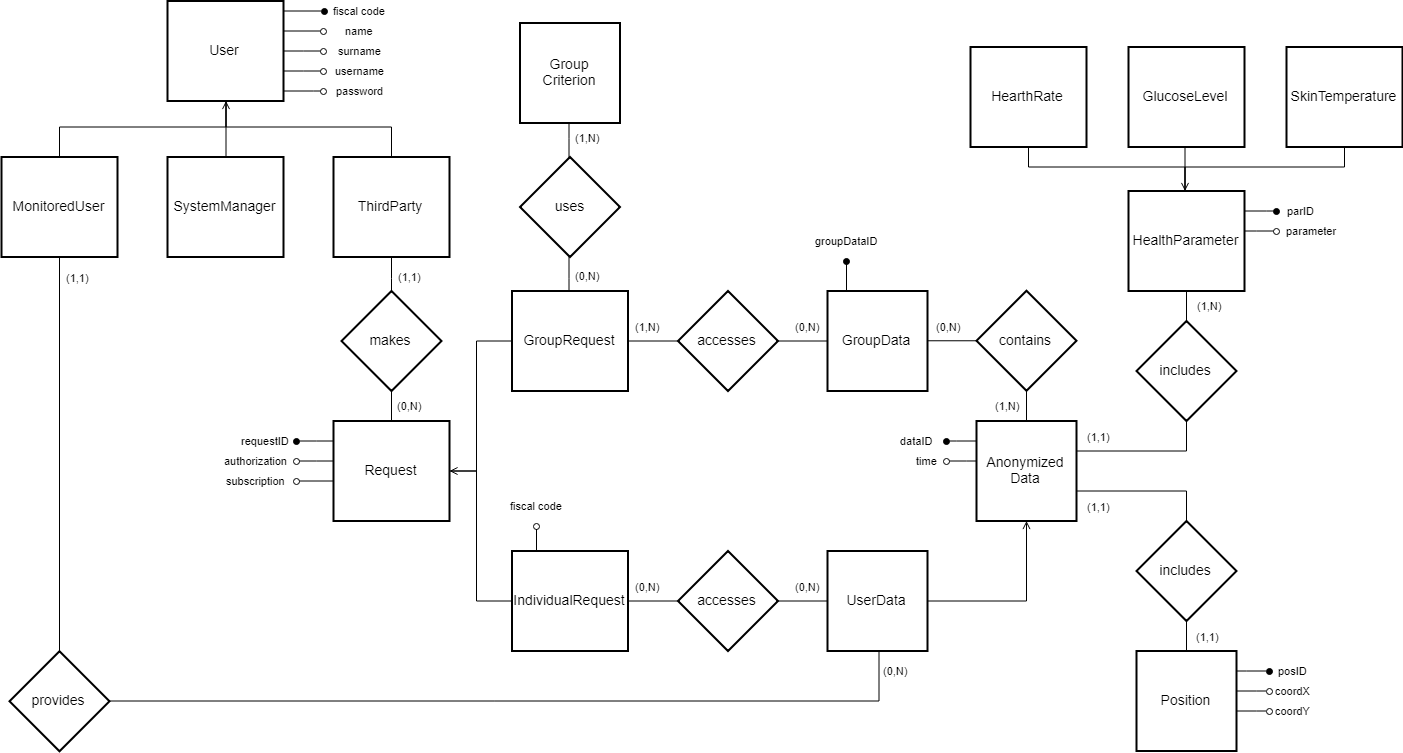 fiscal code
name
User
surname
username
password
Group
Criterion
HearthRate
GlucoseLevel
SkinTemperature
(1,N)
MonitoredUser
SystemManager
ThirdParty
uses
parID
parameter
HealthParameter
groupDataID
(1,1)
(1,1)
(0,N)
(1,N)
makes
GroupRequest
(1,N)
accesses
(0,N)
GroupData
(0,N)
contains
includes
(0,N)
(1,N)
requestID
authorization
subscription
Request
dataID
time
Anonymized
Data
(1,1)
(1,1)
fiscal code
includes
IndividualRequest
(0,N)
accesses
(0,N)
UserData
(1,1)
(0,N)
provides
Position
posID
coordX
coordY